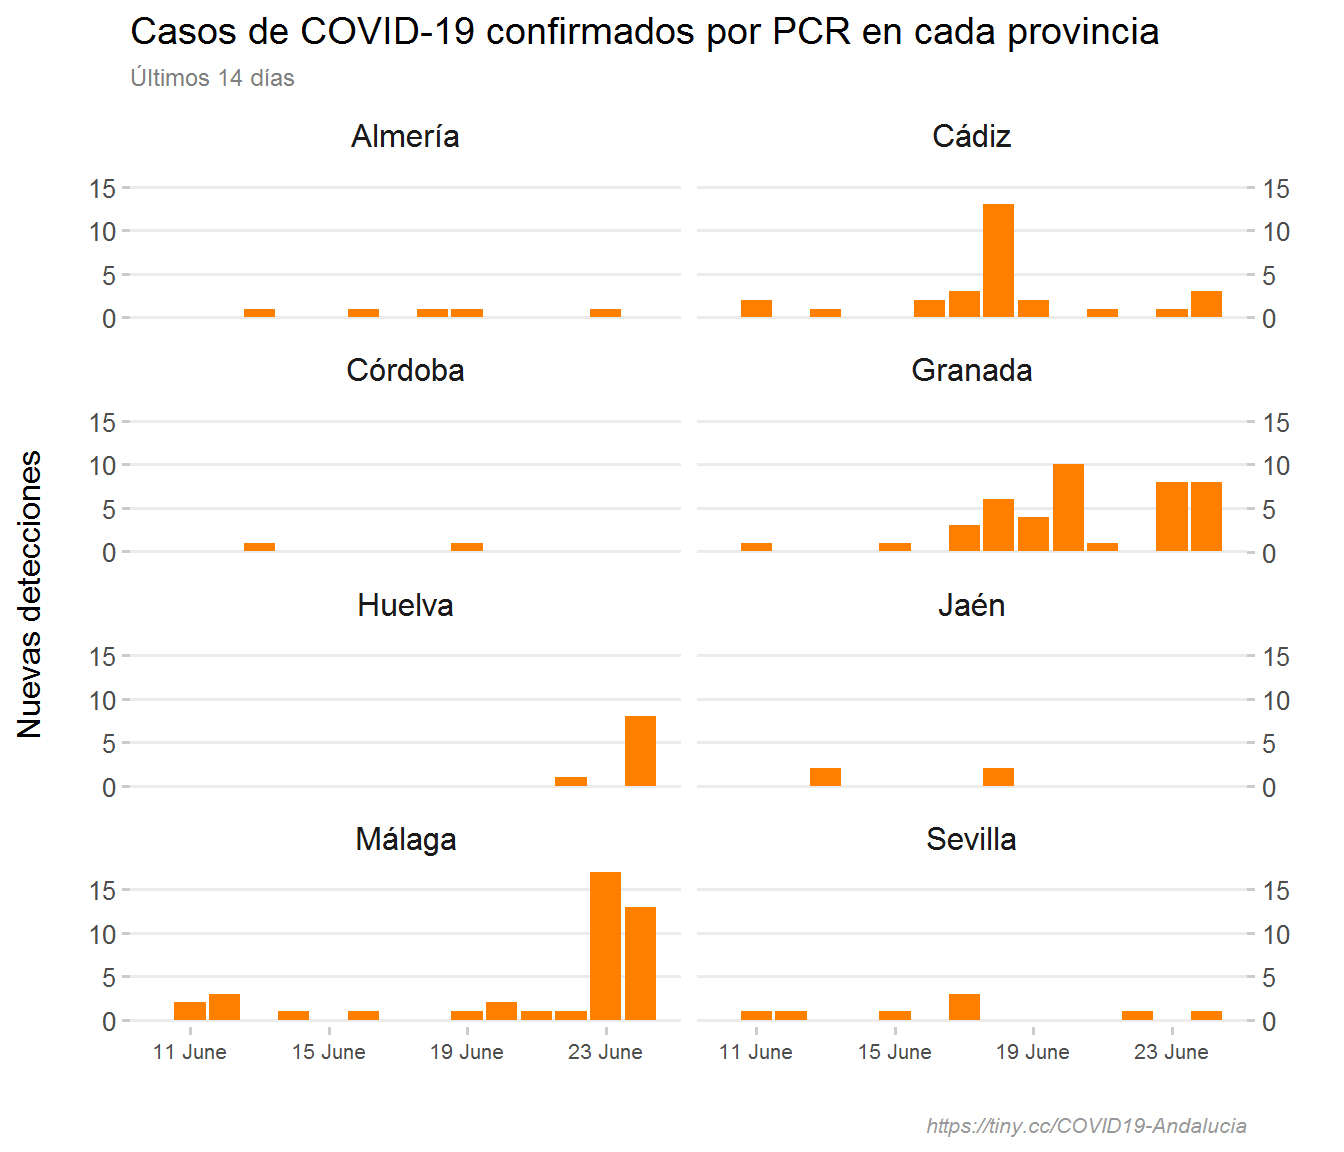 Casos de COVID-19 confirmados por PCR en cada provincia
Últimos 14 días
Nuevas detecciones
Almería
Cádiz
15
10
5
0
15
10
5
0
Córdoba
Granada
15
10
5
0
15
10
5
0
Huelva
Jaén
15
10
5
0
15
10
5
0
Málaga
Sevilla
15
10
5
0
15
10
5
0
11 June 15 June 19 June 23 June
11 June 15 June 19 June 23 June
https://tiny.cc/COVID19-Andalucia